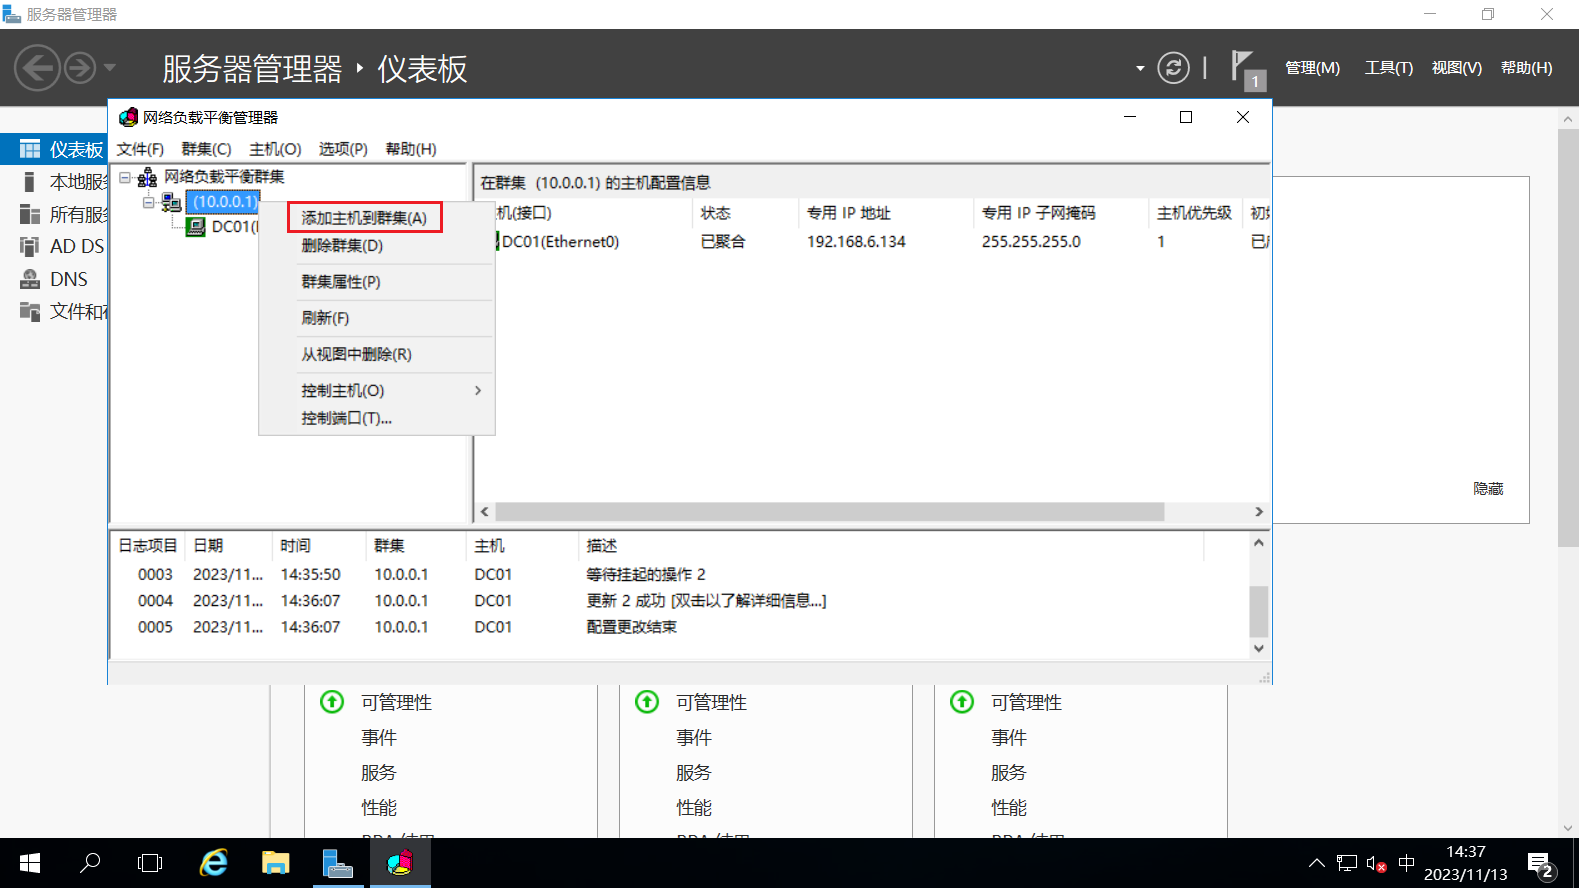 服务器管理器
服务器管理器 ‣ 仪表板
1
管理(M) 工具(T) 视图(V) 帮助(H)
仪表板
本地服务
所有服务
AD DS
DNS
文件和
网络负载平衡管理器
文件(F) 群集(C) 主机(O) 选项(P) 帮助(H)
网络负载平衡群集
(10.0.0.1)
DC01(
添加主机到群集(A)
删除群集(D)
群集属性(P)
刷新(F)
从视图中删除(R)
控制主机(O)
控制端口(T)...
在群集 (10.0.0.1) 的主机配置信息
机(接口) 状态 专用 IP 地址 专用 IP 子网掩码 主机优先级 初
DC01(Ethernet0) 已聚合 192.168.6.134 255.255.255.0 1 已
隐藏
日志项目 日期 时间 群集 主机 描述
0003 2023/11... 14:35:50 10.0.0.1 DC01 等待挂起的操作 2
0004 2023/11... 14:36:07 10.0.0.1 DC01 更新 2 成功 [双击以了解详细信息...]
0005 2023/11... 14:36:07 10.0.0.1 DC01 配置更改结束
可管理性 可管理性 可管理性
事件 事件 事件
服务 服务 服务
性能 性能 性能
中
14:37
2023/11/13
2